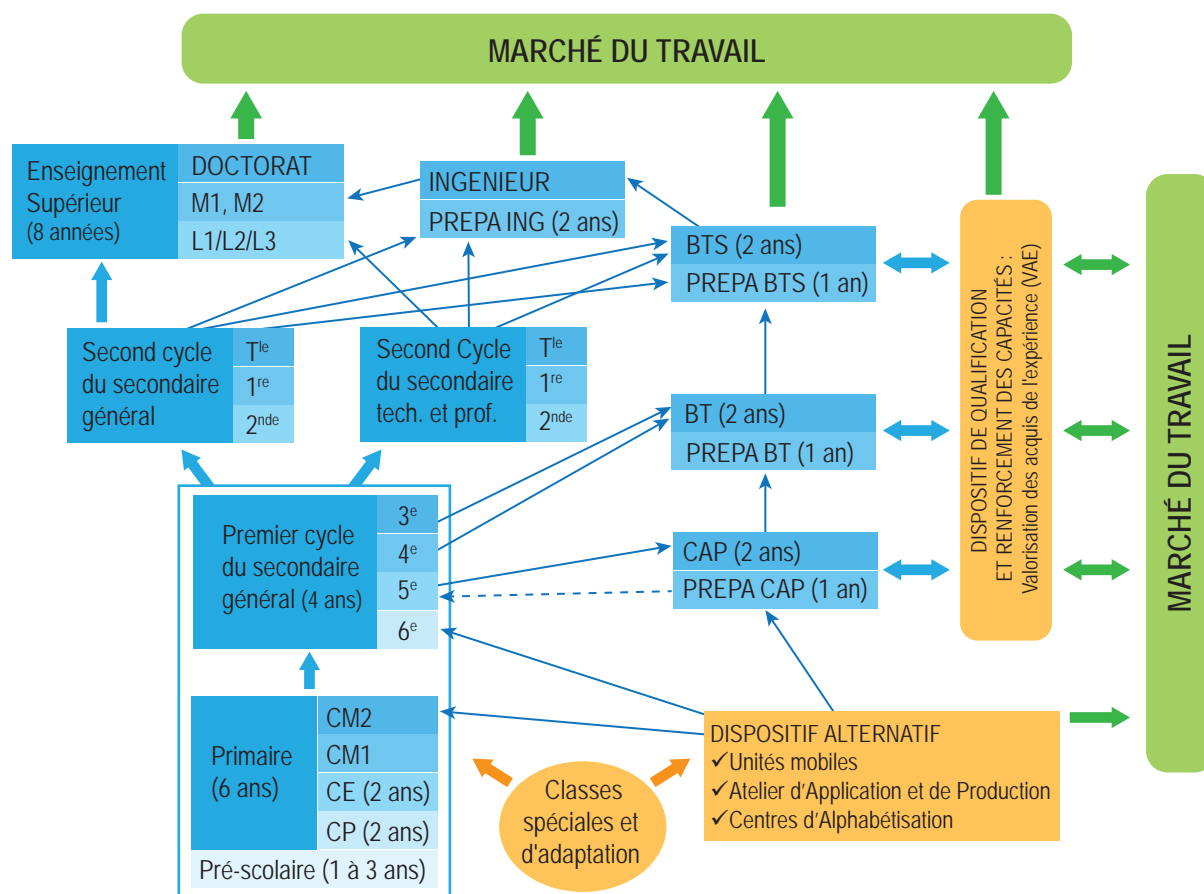 MARCHÉ DU TRAVAIL
Enseignement
Supérieur
(8 années)
DOCTORAT
M1, M2
L1/L2/L3
INGENIEUR
PREPA ING (2 ans)
BTS (2 ans)
PREPA BTS (1 an)
Second cycle
du secondaire
général
Tle
1re
2nde
Second Cycle
du secondaire
tech. et prof.
Tle
1re
2nde
BT (2 ans)
PREPA BT (1 an)
Premier cycle
du secondaire
général (4 ans)
3e
4e
5e
6e
CAP (2 ans)
PREPA CAP (1 an)
Primaire
(6 ans)
CM2
CM1
CE (2 ans)
CP (2 ans)
Pré-scolaire (1 à 3 ans)
Classes
spéciales et
d'adaptation
DISPOSITIF ALTERNATIF
✓Unités mobiles
✓Atelier d'Application et de Production
✓Centres d'Alphabétisation
DISPOSITIF DE QUALIFICATION
ET RENFORCEMENT DES CAPACITÉS :
Valorisation des acquis de l'expérience (VAE)
MARCHÉ DU TRAVAIL